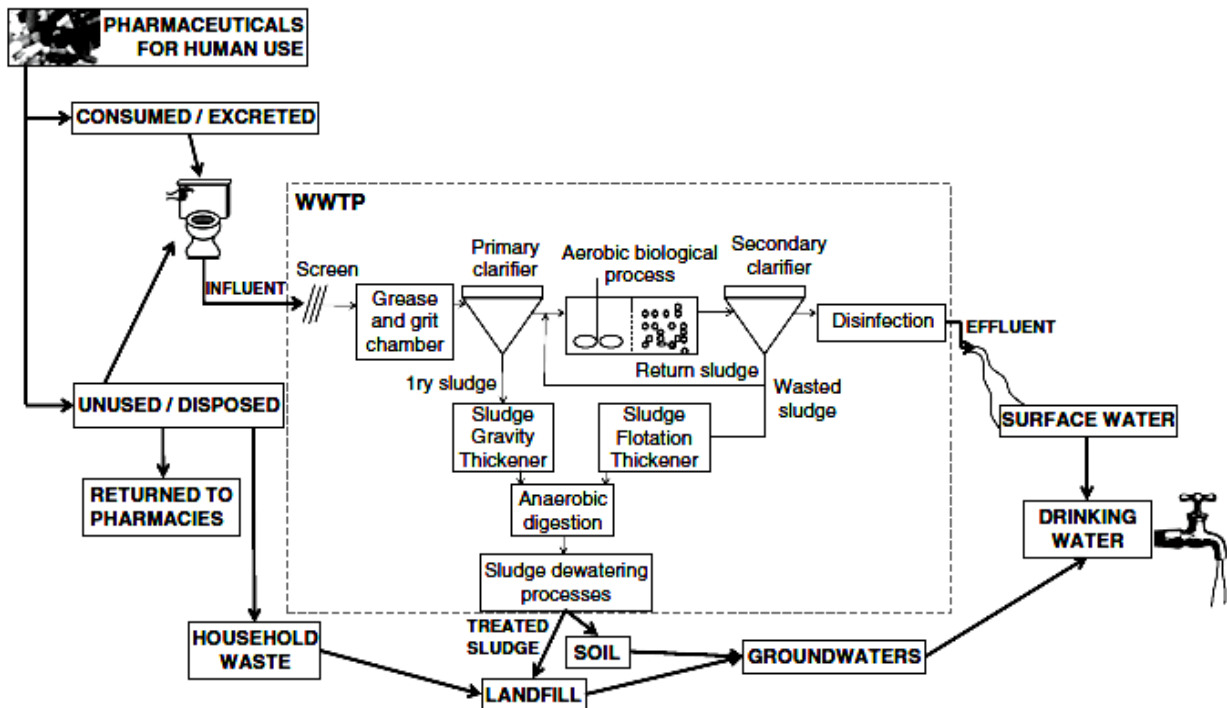 PHARMACEUTICALS
FOR HUMAN USE
CONSUMED / EXCRETED
WWTP
INFLUENT
Screen
Grease
and grit
chamber
Primary
clarifier
Aerobic biological
process
Secondary
clarifier
Disinfection
EFFLUENT
1ry sludge
Return sludge
Wasted
sludge
UNUSED / DISPOSED
Sludge
Gravity
Thickener
Sludge
Flotation
Thickener
SURFACE WATER
RETURNED TO
PHARMACIES
Anaerobic
digestion
DRINKING
WATER
Sludge dewatering
processes
HOUSEHOLD
WASTE
TREATED
SLUDGE
SOIL
GROUNDWATERS
LANDFILL